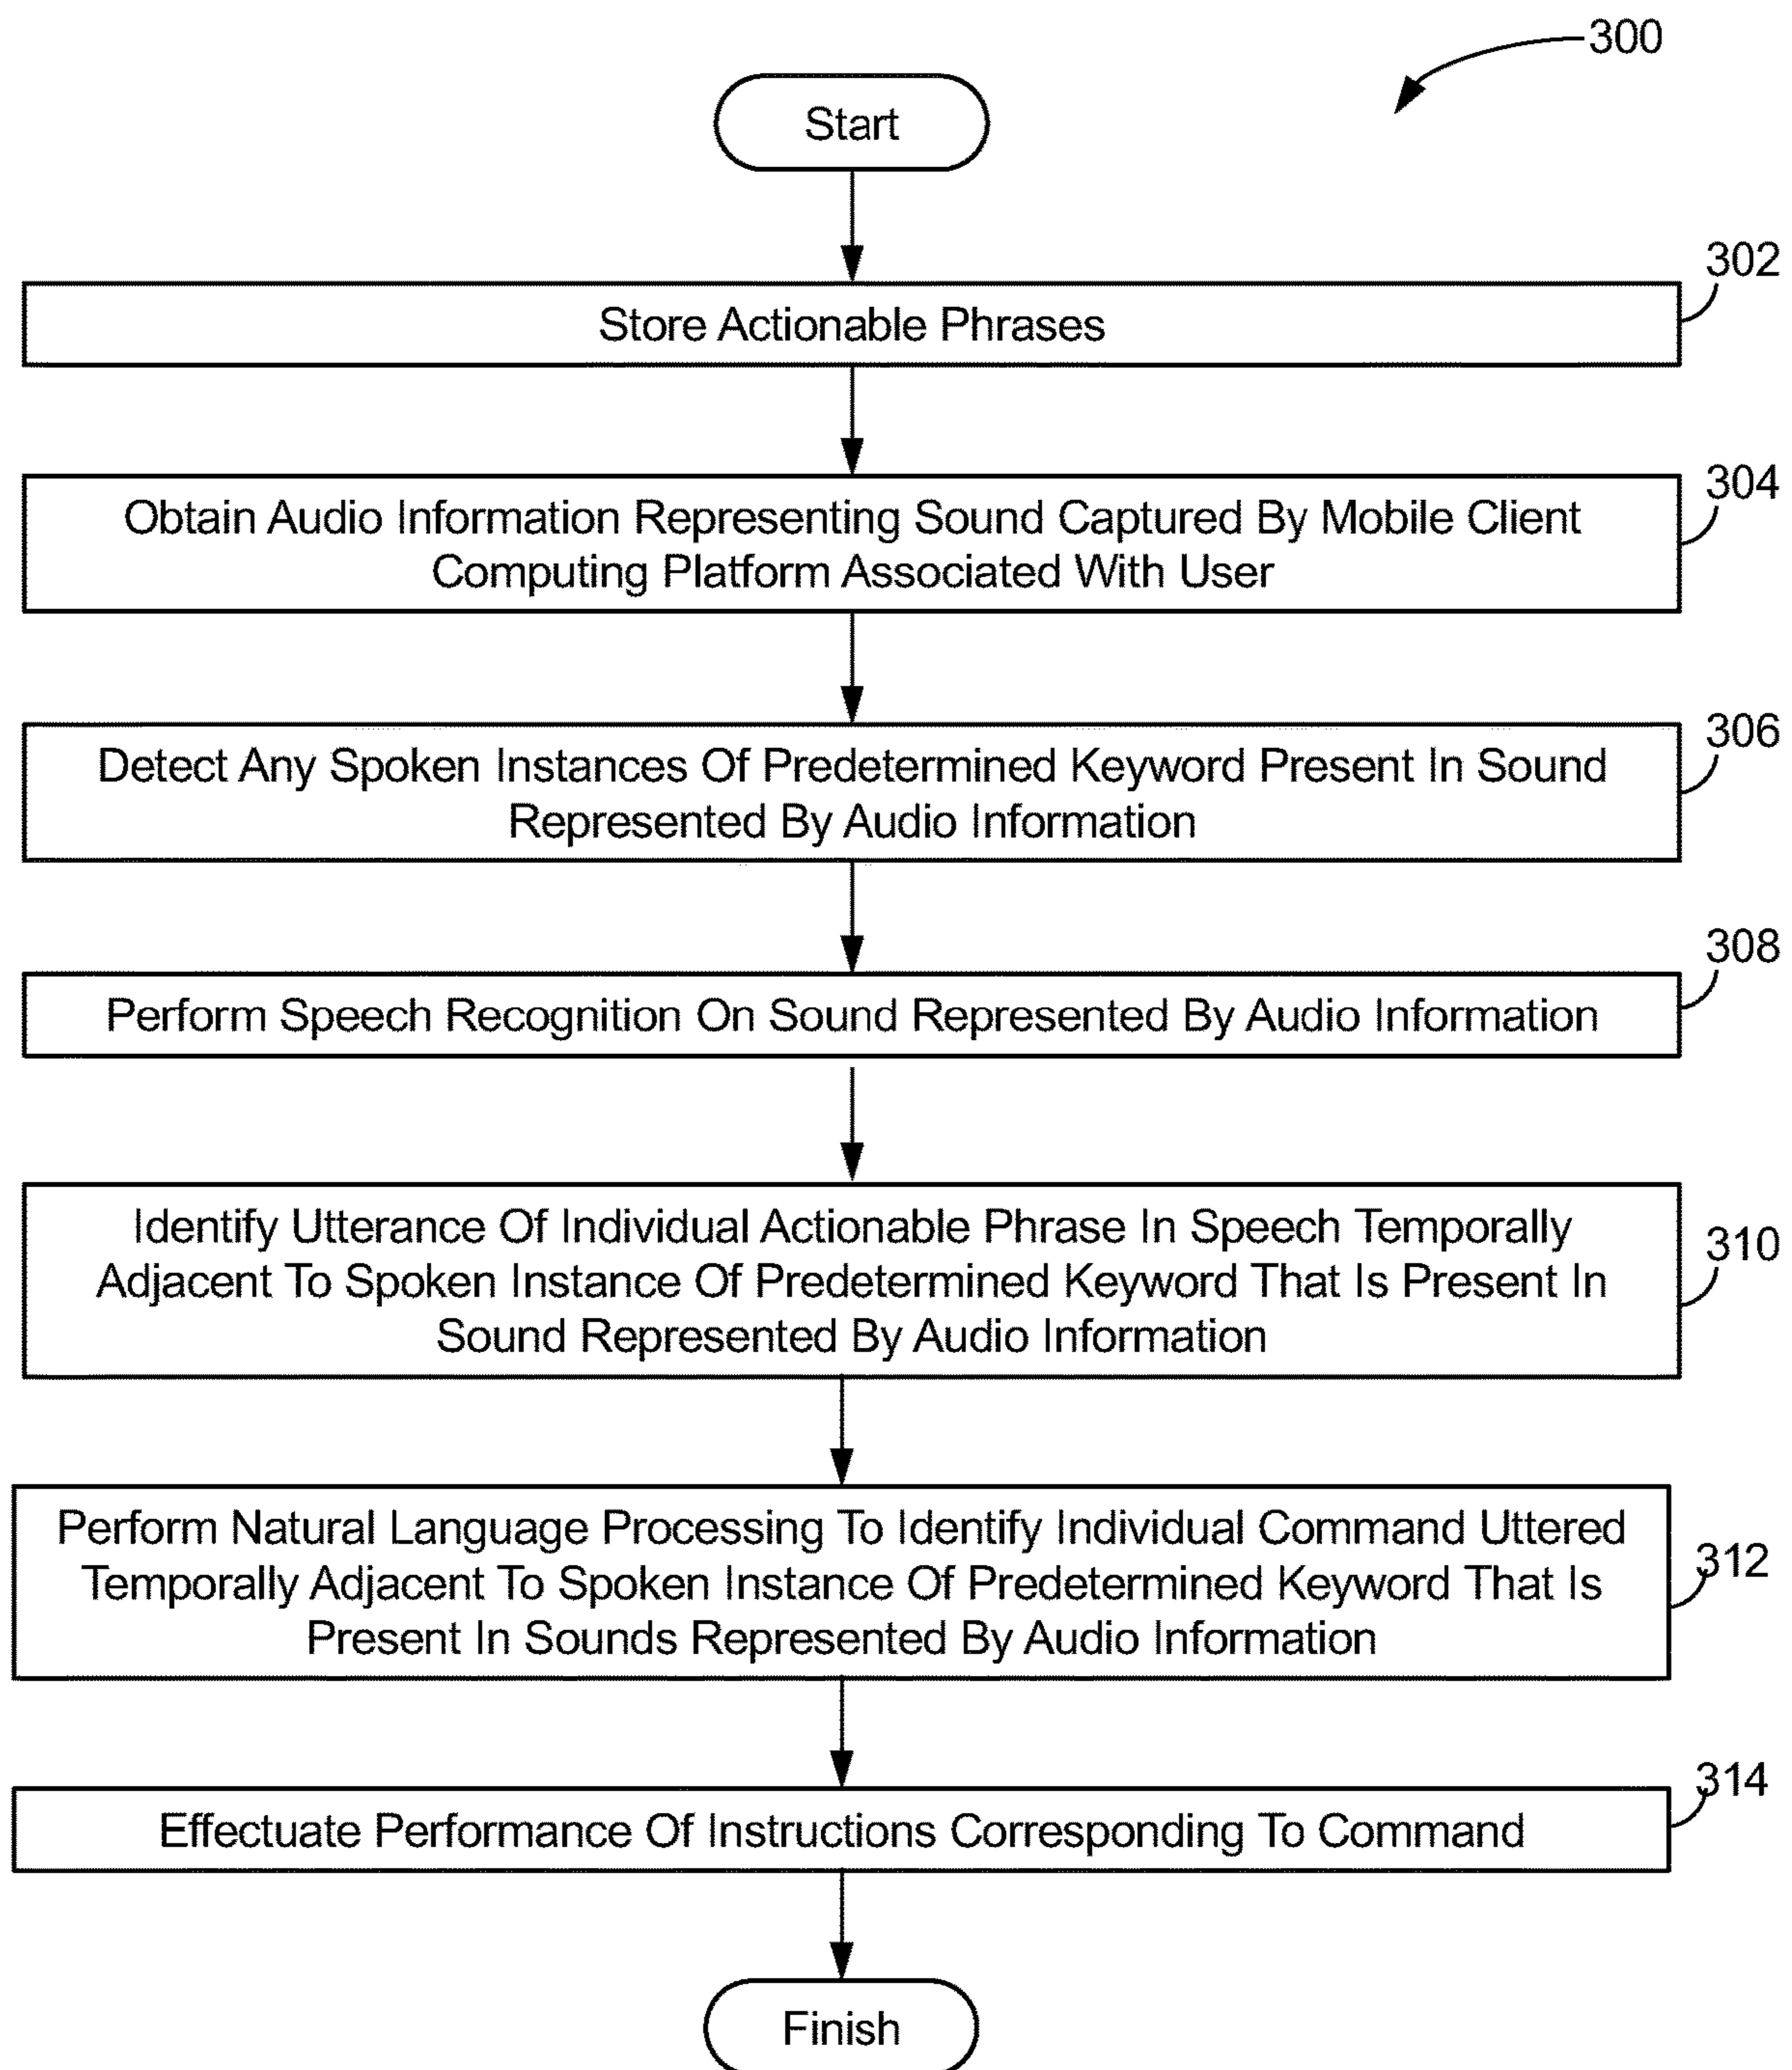 300
Start
302
Store Actionable Phrases
304
Obtain Audio Information Representing Sound Captured By Mobile Client
Computing Platform Associated With User
306
Detect Any Spoken Instances Of Predetermined Keyword Present In Sound
Represented By Audio Information
308
Perform Speech Recognition On Sound Represented By Audio Information
310
Identify Utterance Of Individual Actionable Phrase In Speech Temporally
Adjacent To Spoken Instance Of Predetermined Keyword That Is Present In
Sound Represented By Audio Information
312
Perform Natural Language Processing To Identify Individual Command Uttered
Temporally Adjacent To Spoken Instance Of Predetermined Keyword That Is
Present In Sounds Represented By Audio Information
314
Effectuate Performance Of Instructions Corresponding To Command
Finish